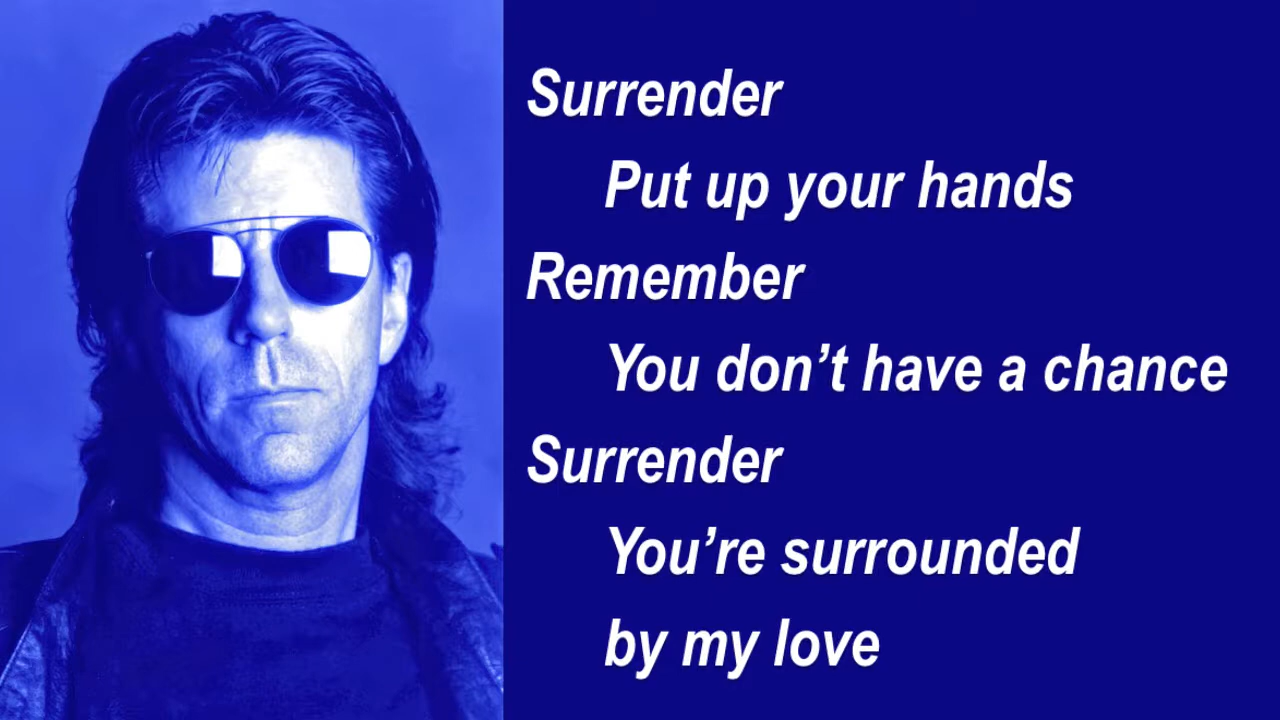 Surrender
Put up your hands
Remember
You don’t have a chance
Surrender
You’re surrounded
by my love